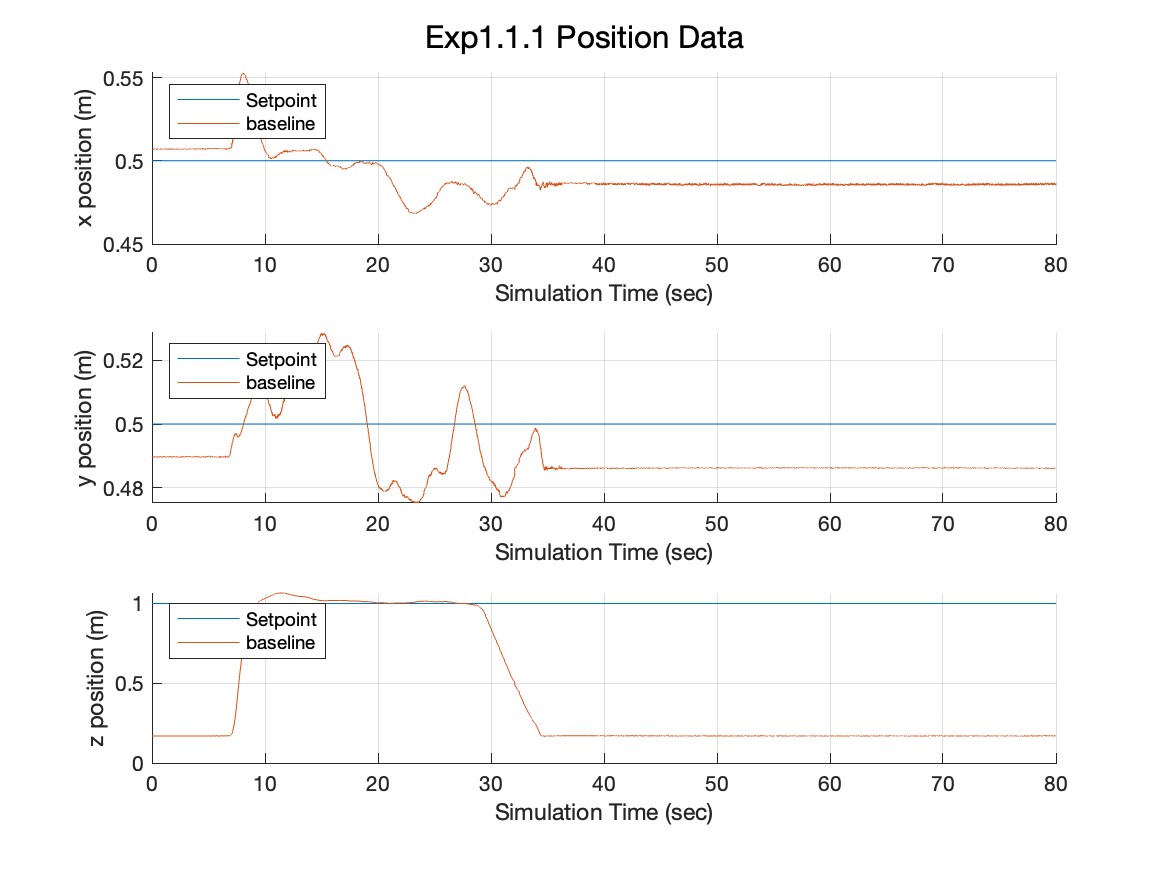 Exp1.1.1 Position Data
x position (m)
0.55
0.5
0.45
Setpoint
baseline
0 10 20 30 40 50 60 70 80
Simulation Time (sec)
y position (m)
0.52
0.5
0.48
Setpoint
baseline
0 10 20 30 40 50 60 70 80
Simulation Time (sec)
z position (m)
1
0.5
0
Setpoint
baseline
0 10 20 30 40 50 60 70 80
Simulation Time (sec)